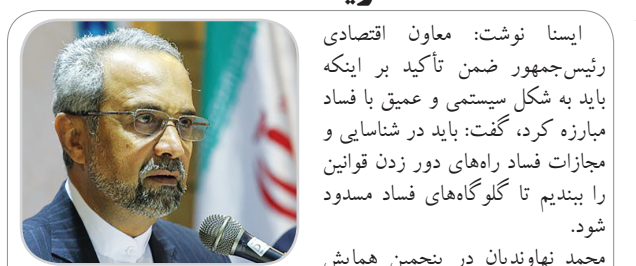 ایسنا نوشت: معاون اقتصادی
رئیس‌جمهور ضمن تأکید بر اینکه
باید به شکل سیستمی و عمیق با فساد
مبارزه کرد، گفت: باید در شناسایی و
مجازات فساد راه‌های دور زدن قوانین
را ببندیم تا گلوگاه‌های فساد مسدود
شود.
محمد نهاوندیان در پنجمین همایش